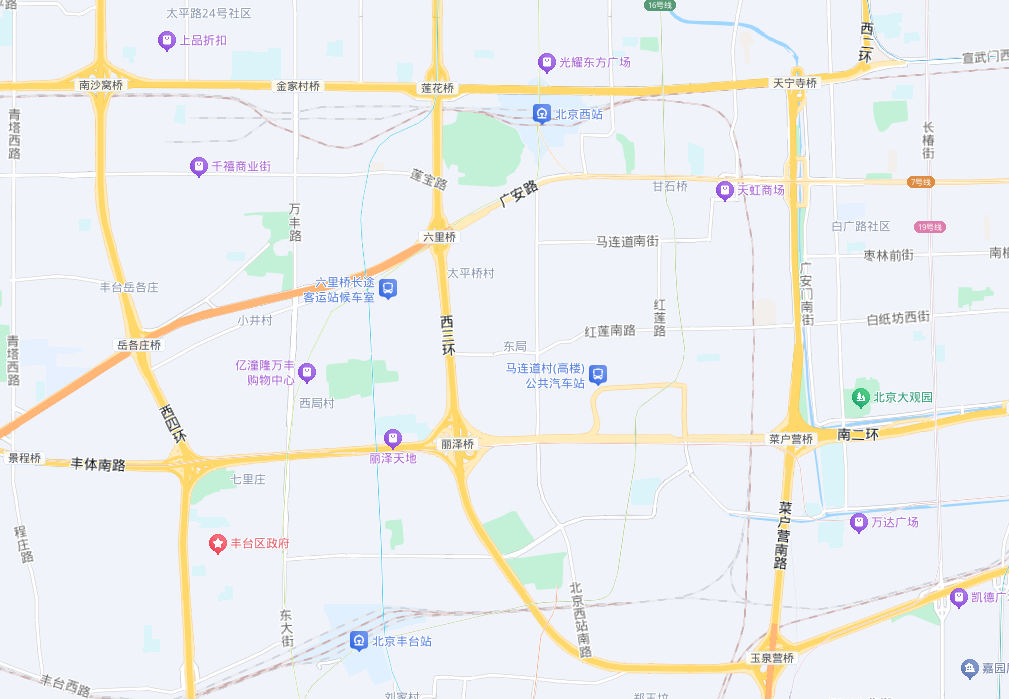 平路
太平路24号社区
16号线
上品折扣
西二环
光耀东方广场
宣武门西
南沙窝桥
金家村桥
莲花桥
天宁寺桥
北京西站
青塔西路
长椿街
千禧商业街
莲宝路
广安路
甘石桥
天虹商场
7号线
万丰路
白广路社区
19号线
六里桥
马连道南街
枣林前街
南横
太平桥村
六里桥长途
客运站候车室
丰台岳各庄
广安门南街
小井村
红莲路
白纸坊西街
西三环
红莲南路
岳各庄桥
东局
青塔西路
亿潼隆万丰
购物中心
马连道村(高楼)
公共汽车站
西局村
北京大观园
西四环
丽泽桥
菜户营桥
南二环
景程桥
丰体南路
丽泽天地
七里庄
万达广场
菜户营南路
程庄路
丰台区政府
凯德广
东大街
北京西站南路
北京丰台站
玉泉营桥
嘉园
丰台西路
刘家村
郑王坟